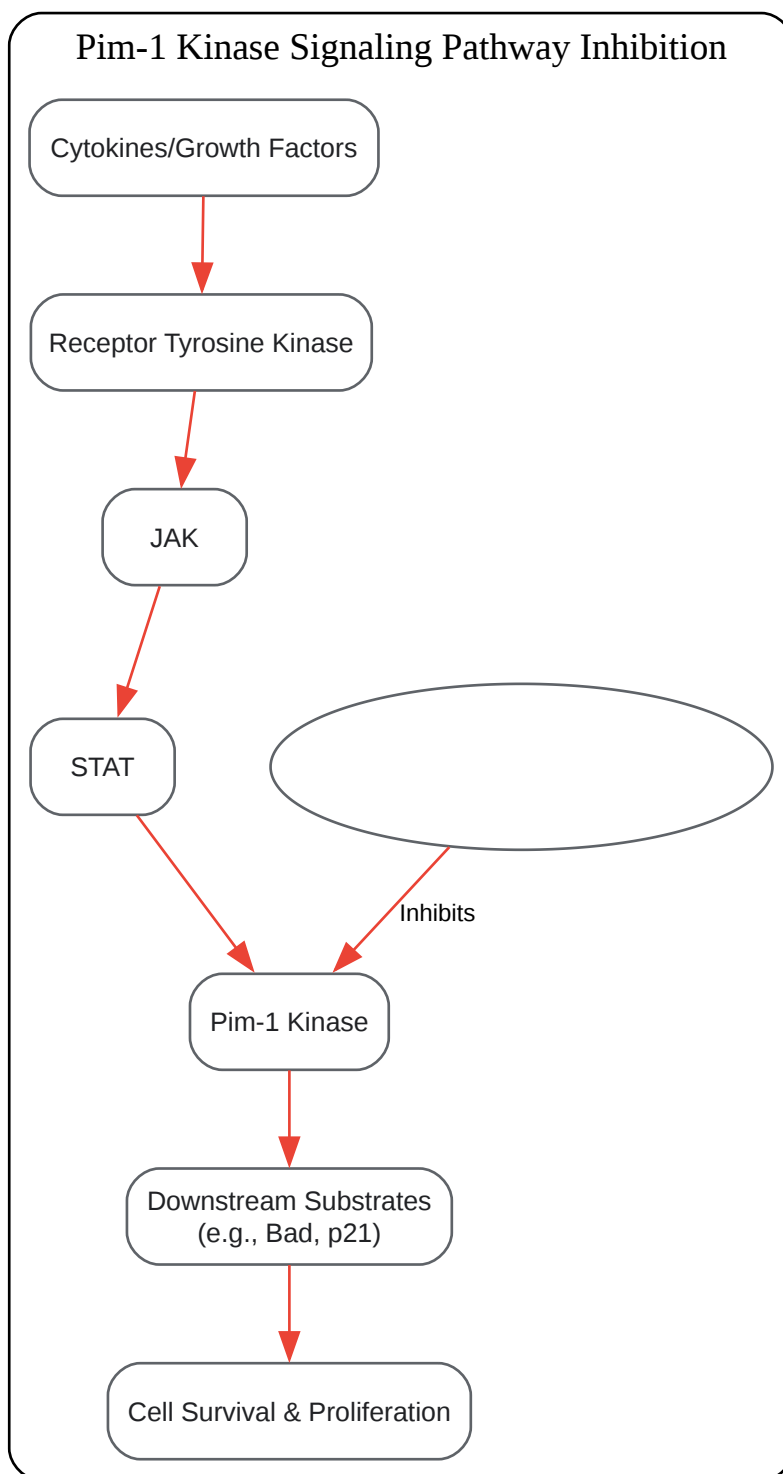 Pim-1 Kinase Signaling Pathway Inhibition
Cytokines/Growth Factors
Receptor Tyrosine Kinase
JAK
STAT
Inhibits
Pim-1 Kinase
Downstream Substrates
(e.g., Bad, p21)
Cell Survival & Proliferation